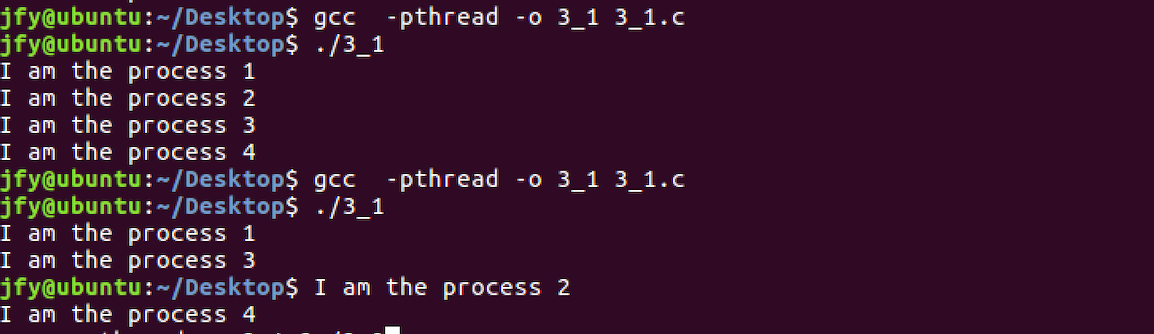 jfy@ubuntu:~/Desktop$ gcc  -pthread -o 3_1 3_1.c
jfy@ubuntu:~/Desktop$ ./3_1
I am the process 1
I am the process 2
I am the process 3
I am the process 4
jfy@ubuntu:~/Desktop$ gcc  -pthread -o 3_1 3_1.c
jfy@ubuntu:~/Desktop$ ./3_1
I am the process 1
I am the process 3
jfy@ubuntu:~/Desktop$ I am the process 2
I am the process 4